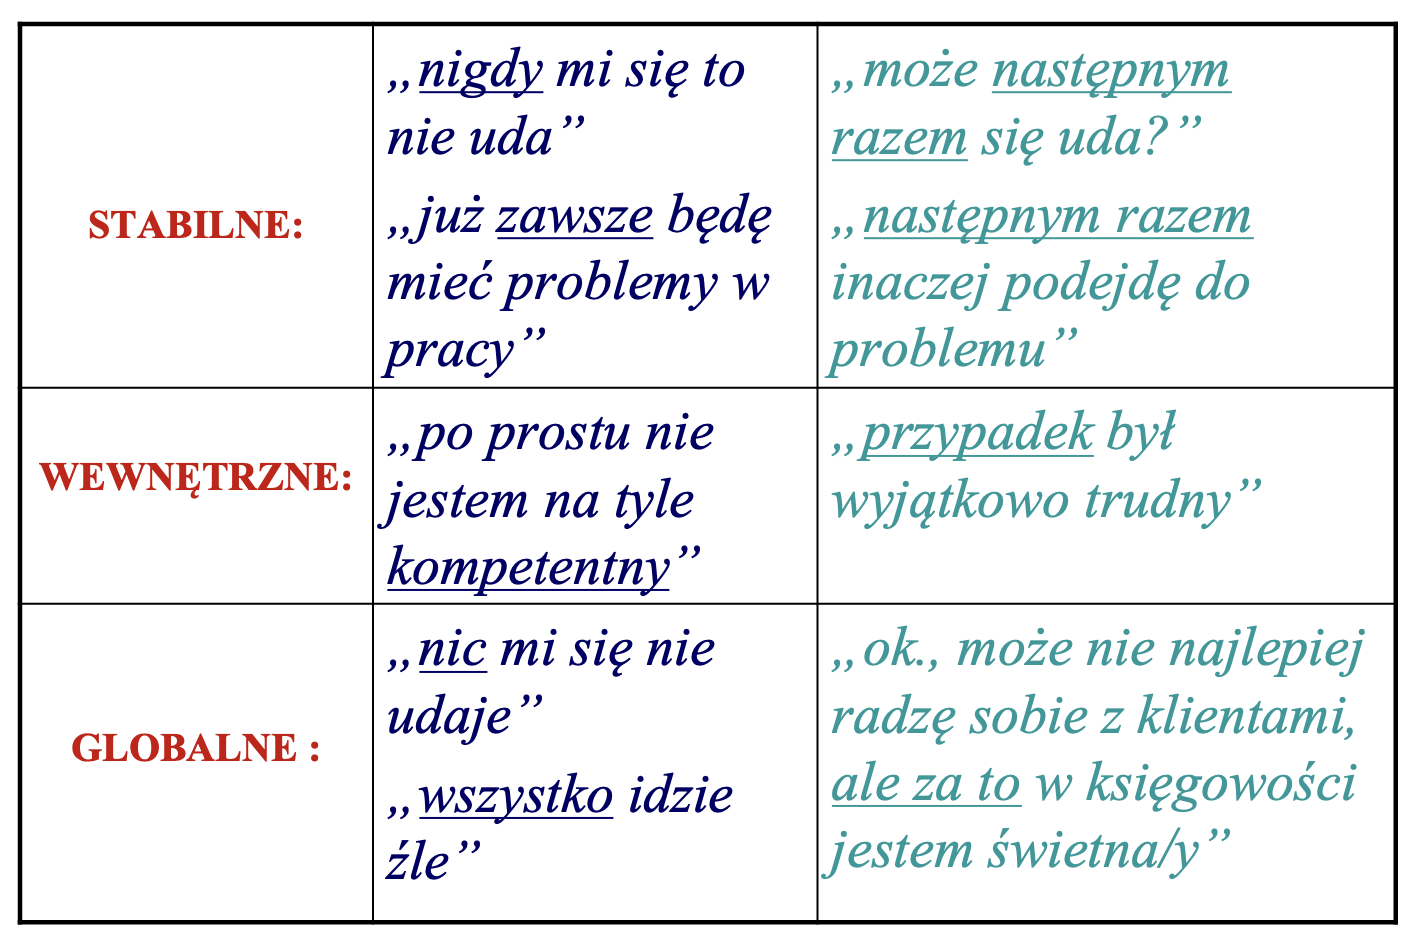 STABILNE:
„nigdy mi się to
nie uda”
„już zawsze będę
mieć problemy w
pracy”
„może następnym
razem się uda?”
„następnym razem
inaczej podejdę do
problemu”
WEWNĘTRZNE:
„po prostu nie
jestem na tyle
kompetentny”
„przypadek był
wyjątkowo trudny”
GLOBALNE :
„nic mi się nie
udaje”
„wszystko idzie
źle”
„ok., może nie najlepiej
radzę sobie z klientami,
ale za to w księgowości
jestem świetna/y”